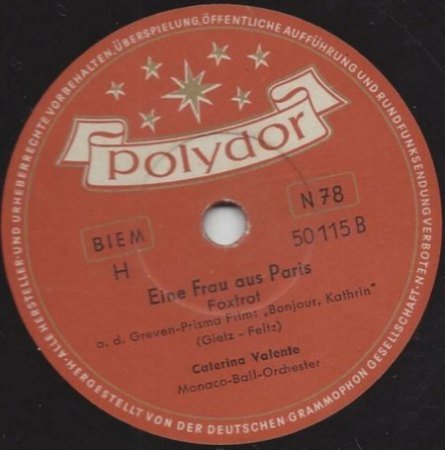 ALLE HERSTELLER- UND URHEBERRECHTE VORBEHALTEN, ÜBERSPIELUNG, ÖFFENTLICHE AUFFÜHRUNG UND RUNDFUNKSENDUNG VERBOTEN
polydor
BIEM
N 78
H
50 115 B
Eine Frau aus Paris
Foxtrot
a. d. Greven-Prisma Film: „Bonjour, Kathrin"
(Gietz - Feltz)
Caterina Valente
Monaco-Ball-Orchester
HERGESTELLT VON DER DEUTSCHEN-GRAMMOPHON GESELLSCHAFT